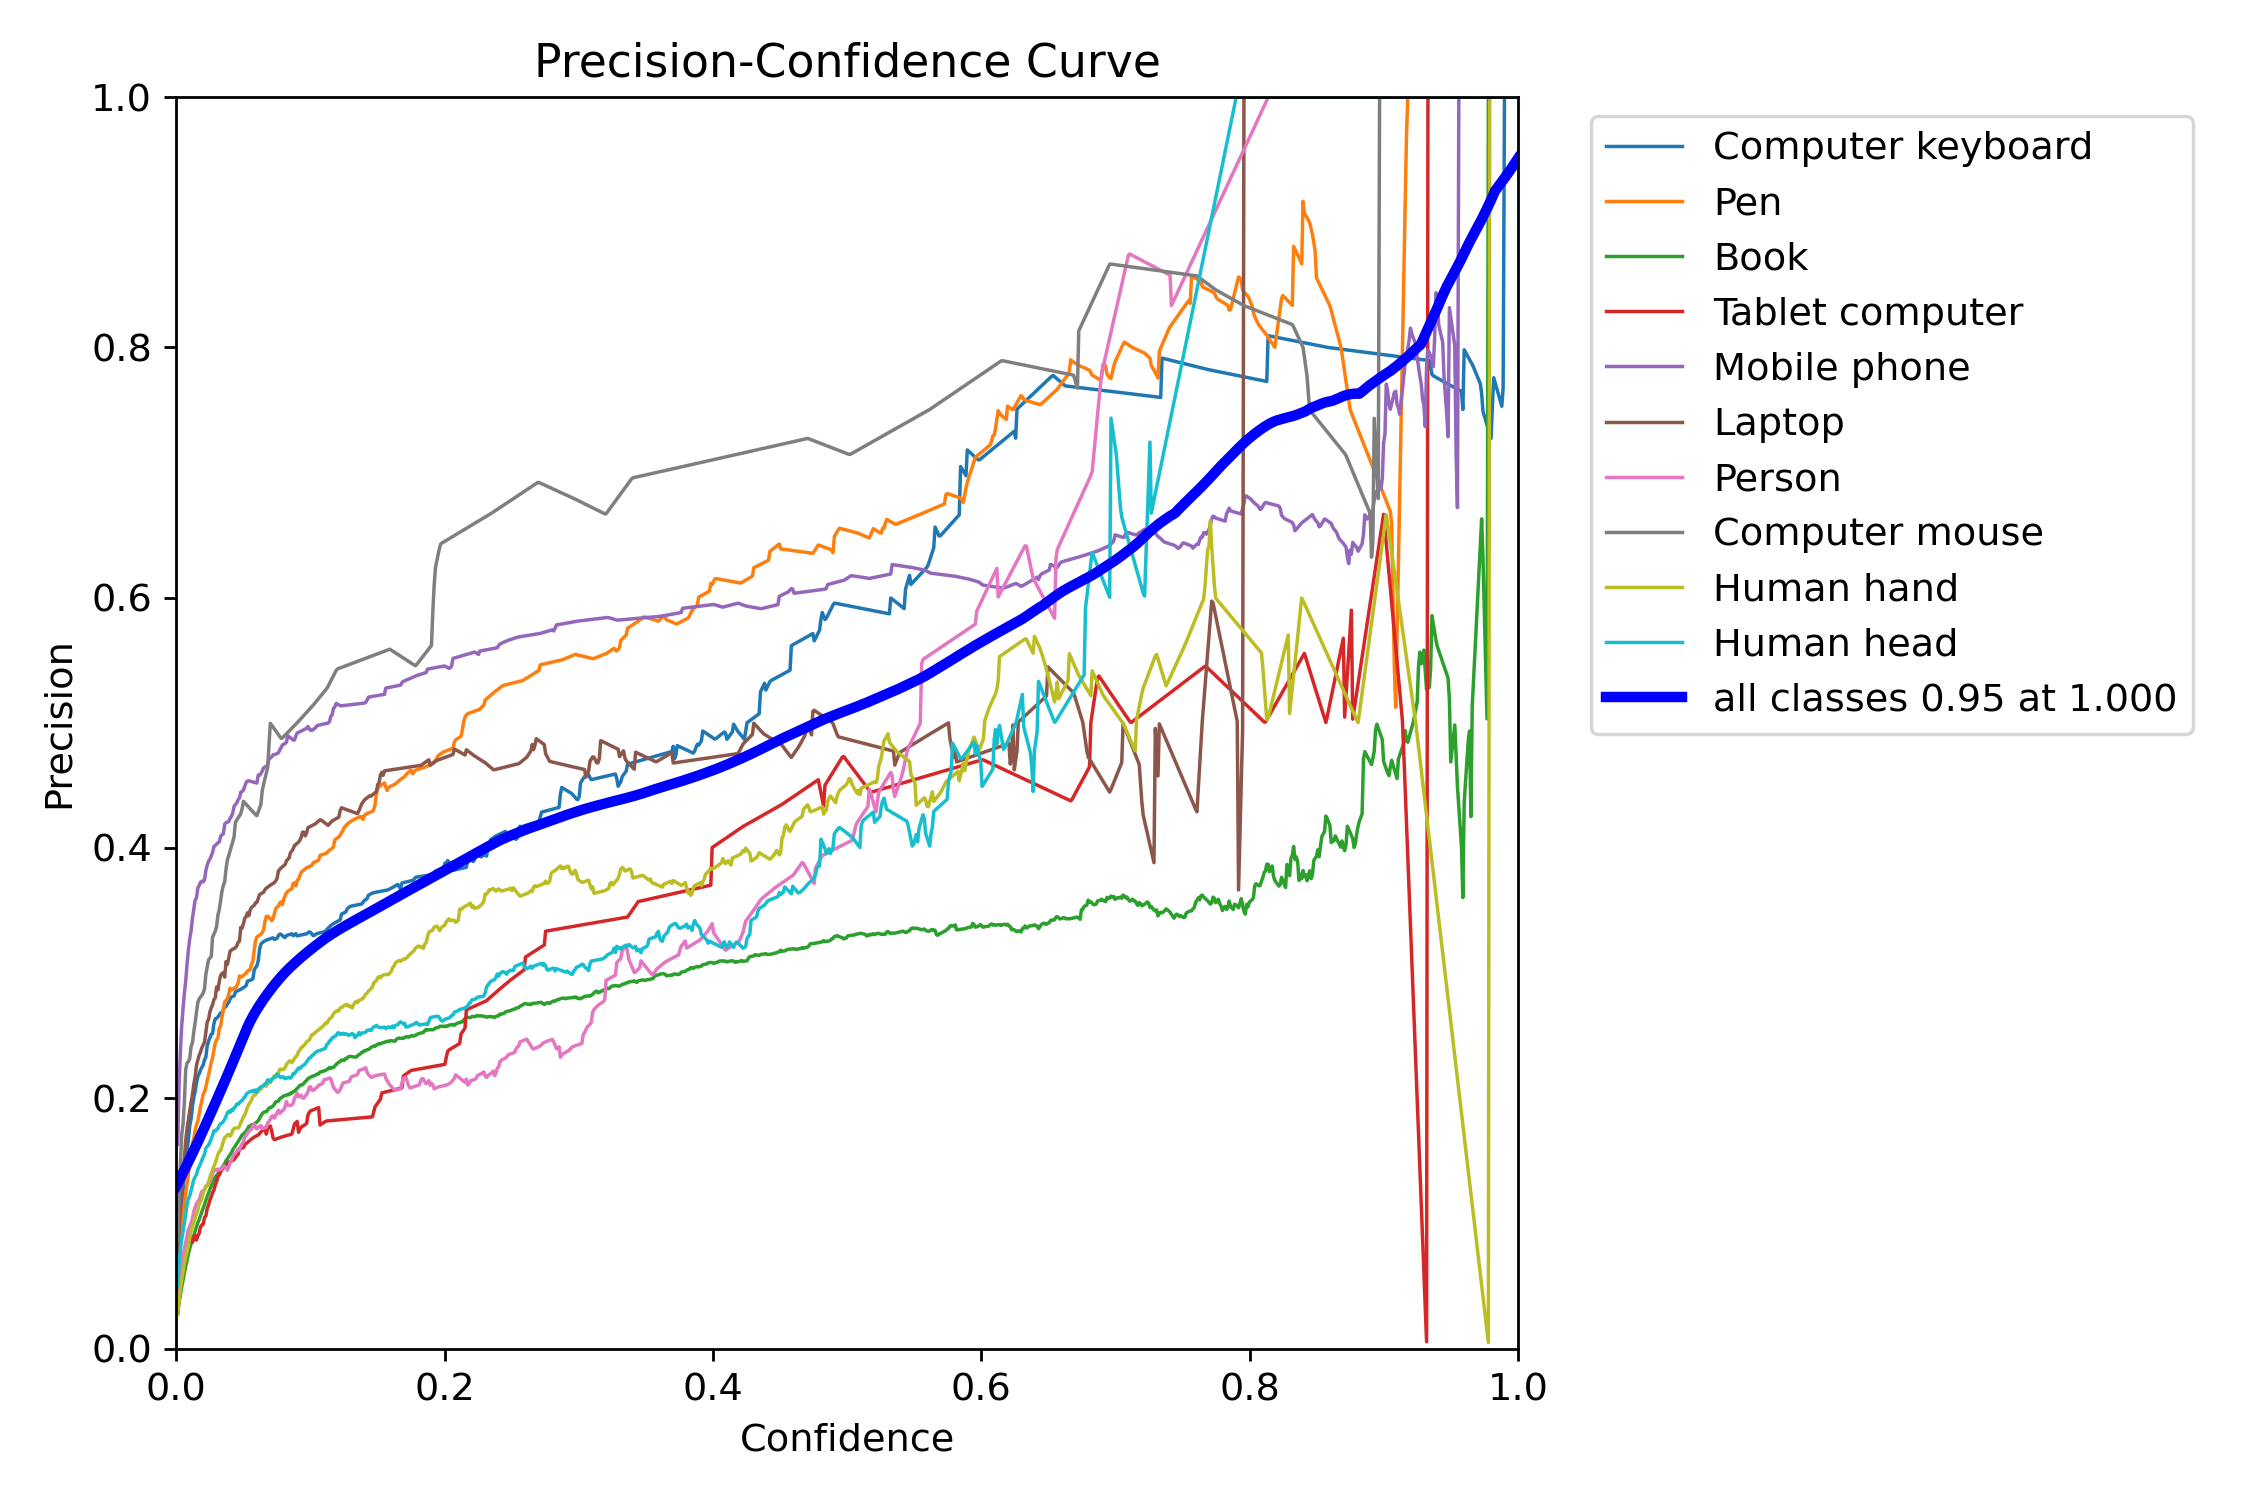 Precision-Confidence Curve
1.0
0.8
0.6
0.4
0.2
0.0
Precision
0.0 0.2 0.4 0.6 0.8 1.0
Confidence
Computer keyboard
Pen
Book
Tablet computer
Mobile phone
Laptop
Person
Computer mouse
Human hand
Human head
all classes 0.95 at 1.000